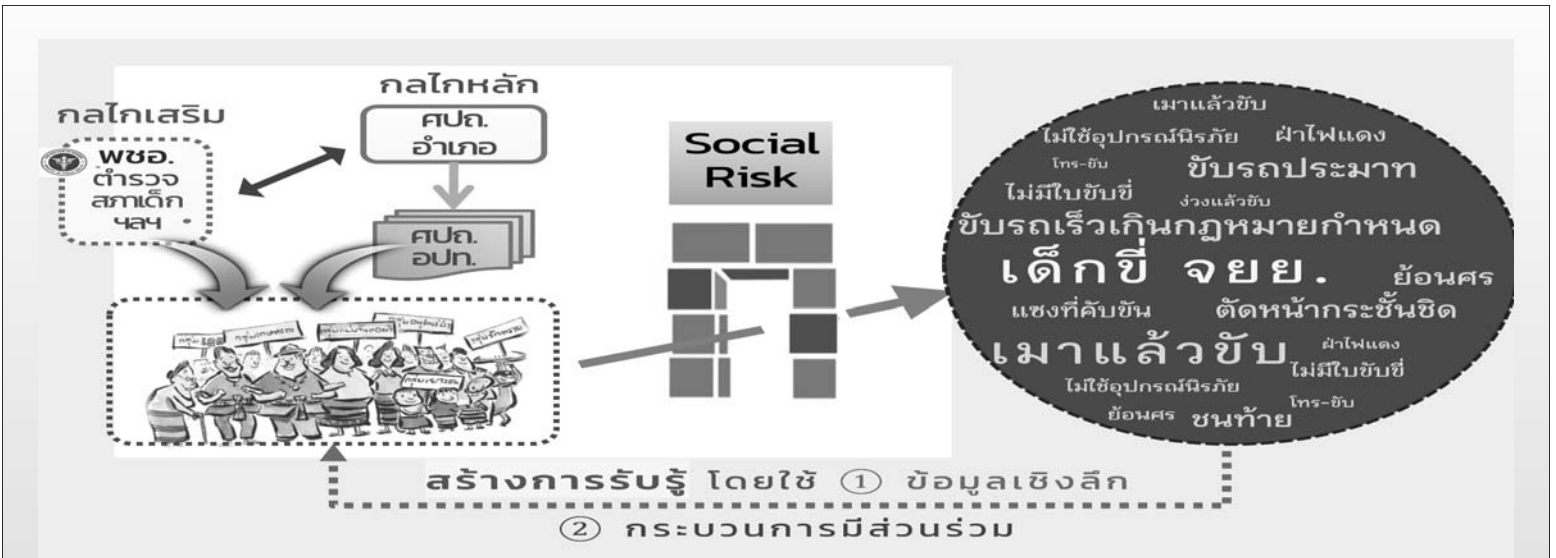 กลไกหลัก
กลไกเสริม
ศปถ.
อำเภอ
พชอ.
ตำรวจ
สภาเด็ก
ฯลฯ
ศปถ.
อปท.
Social
Risk
เมาแล้วขับ
ไม่ใช้อุปกรณ์นิรภัย ฝ่าไฟแดง
โทร-ขับ ขับรถประมาท
ไม่มีใบขับขี่ ง่วงแล้วขับ
ขับรถเร็วเกินกฎหมายกำหนด
เด็กขี่ จยย. ย้อนศร
แซงที่คับขัน ตัดหน้ากระชั้นชิด
เมาแล้วขับ ฝ่าไฟแดง
ไม่มีใบขับขี่
ไม่ใช้อุปกรณ์นิรภัย
โทร-ขับ
ย้อนศร ชนท้าย
สร้างการรับรู้ โดยใช้ ① ข้อมูลเชิงลึก
② กระบวนการมีส่วนร่วม